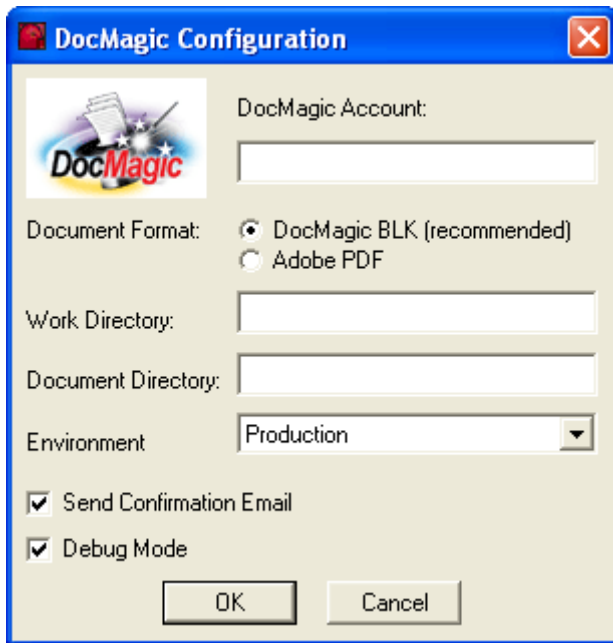 DocMagic Configuration
DocMagic
DocMagic Account:
Document Format:
DocMagic BLK (recommended)
Adobe PDF
Work Directory:
Document Directory:
Environment
Production
Send Confirmation Email
Debug Mode
OK
Cancel